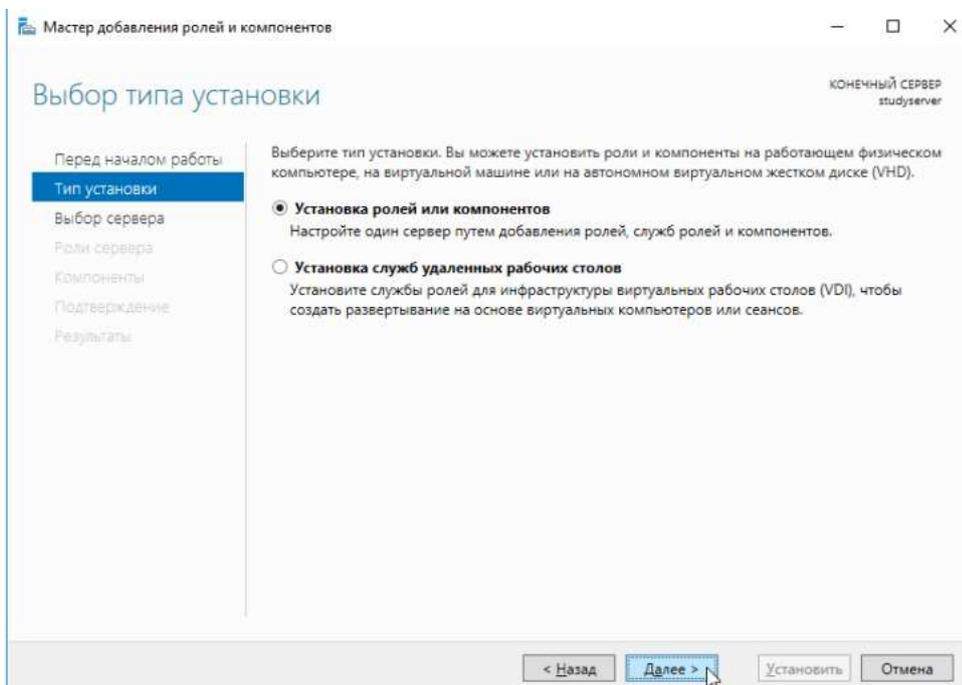 Мастер добавления ролей и компонентов
Выбор типа установки
КОНЕЧНЫЙ СЕРВЕР
studyserver
Перед началом работы
Тип установки
Выбор сервера
Роли сервера
Компоненты
Подтверждение
Результаты
Выберите тип установки. Вы можете установить роли и компоненты на работающем физическом
компьютере, на виртуальной машине или на автономном виртуальном жестком диске (VHD).
Установка ролей или компонентов
Настройте один сервер путем добавления ролей, служб ролей и компонентов.
Установка служб удаленных рабочих столов
Установите службы ролей для инфраструктуры виртуальных рабочих столов (VDI), чтобы
создать развертывание на основе виртуальных компьютеров или сеансов.
< Назад
Далее >
Установить
Отмена